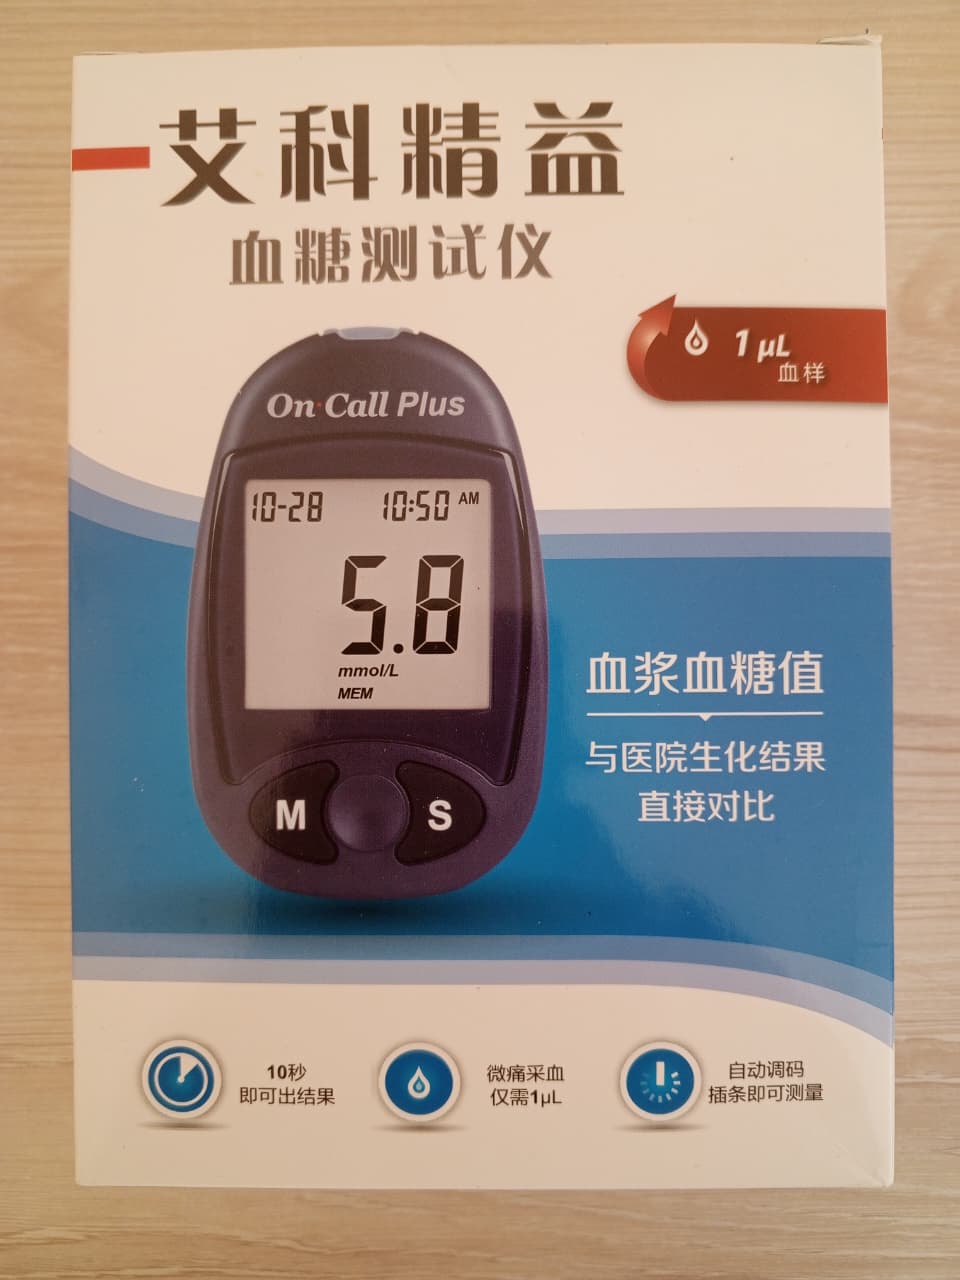 艾科精益
血糖测试仪
1 µL
血样
On·Call Plus
10-28 10:50 AM
5.8
mmol/L
MEM
M S
血浆血糖值
与医院生化结果
直接对比
10秒
即可出结果
微痛采血
仅需1µL
自动调码
插条即可测量